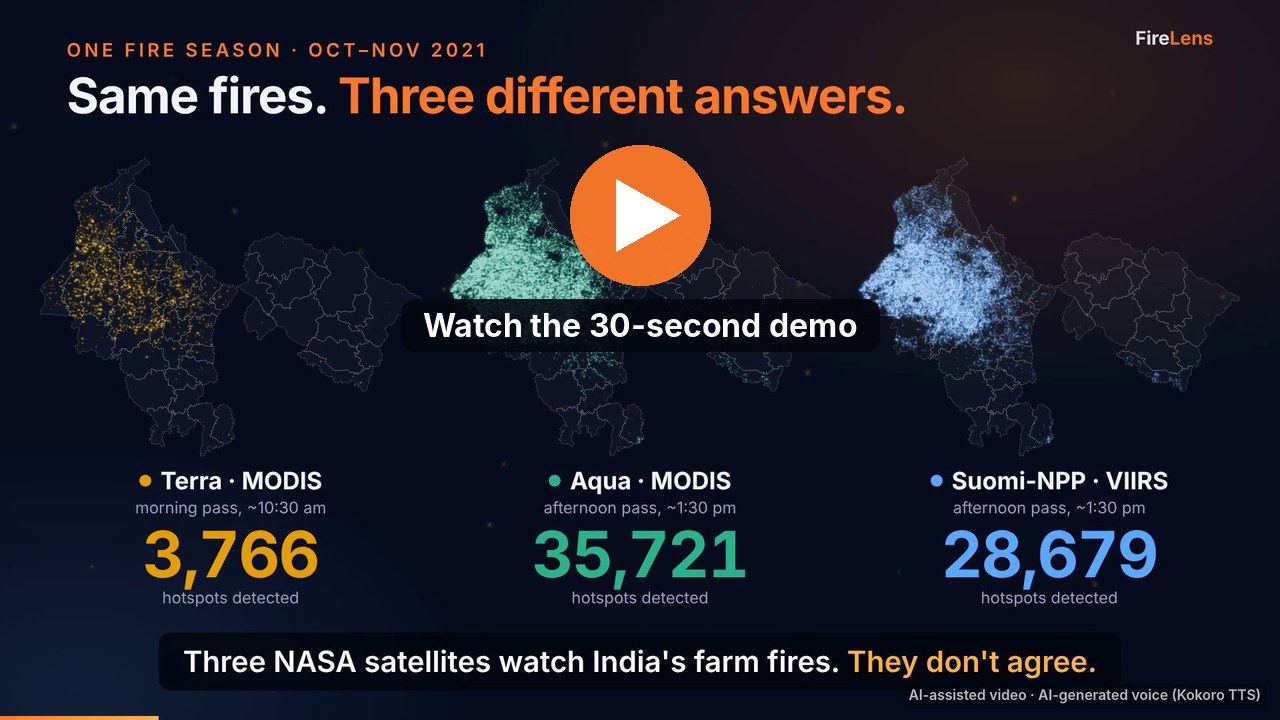 ONE FIRE SEASON · OCT–NOV 2021
FireLens
Same fires. Three different answers.
Watch the 30-second demo
Terra · MODIS
morning pass, ~10:30 am
3,766
hotspots detected
Aqua · MODIS
afternoon pass, ~1:30 pm
35,721
hotspots detected
Suomi-NPP · VIIRS
afternoon pass, ~1:30 pm
28,679
hotspots detected
Three NASA satellites watch India's farm fires. They don't agree.
AI-assisted video · AI-generated voice (Kokoro TTS)